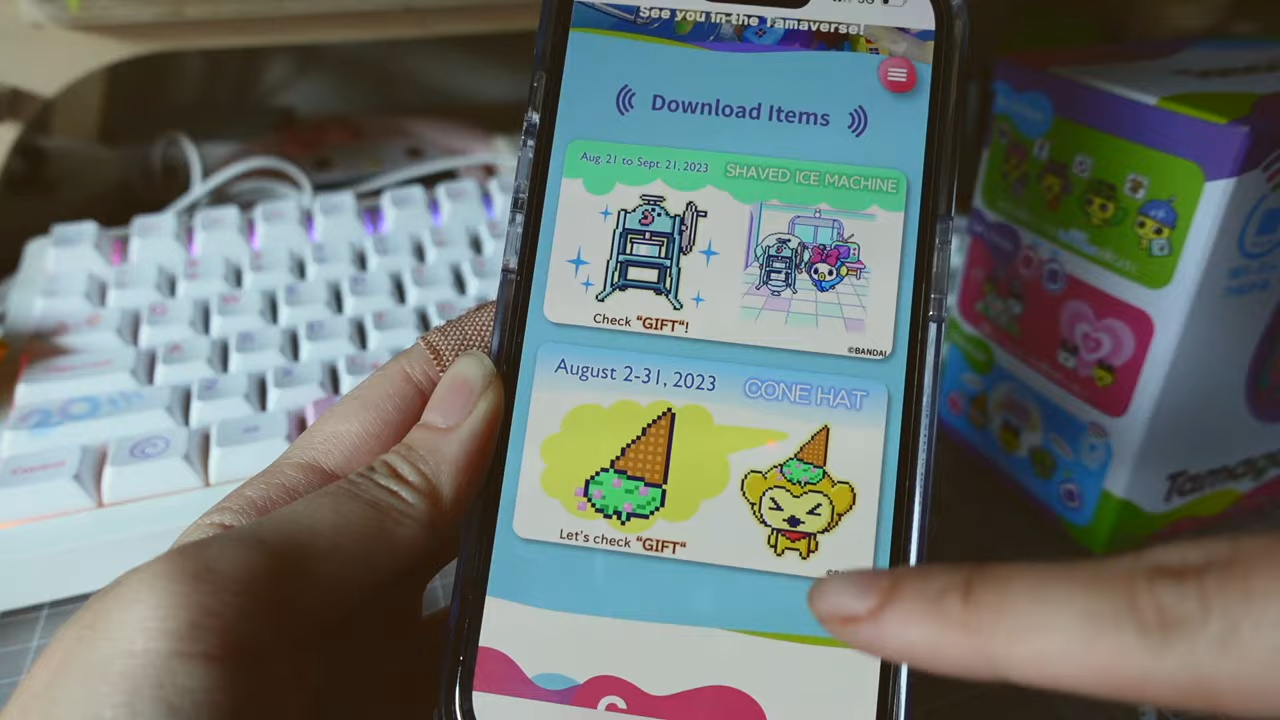 See you in the Tamaverse!
Download Items
Aug. 21 to Sept. 21, 2023
SHAVED ICE MACHINE
Check "GIFT"!
©BANDAI
August 2-31, 2023
CONE HAT
Let's check "GIFT"
20th